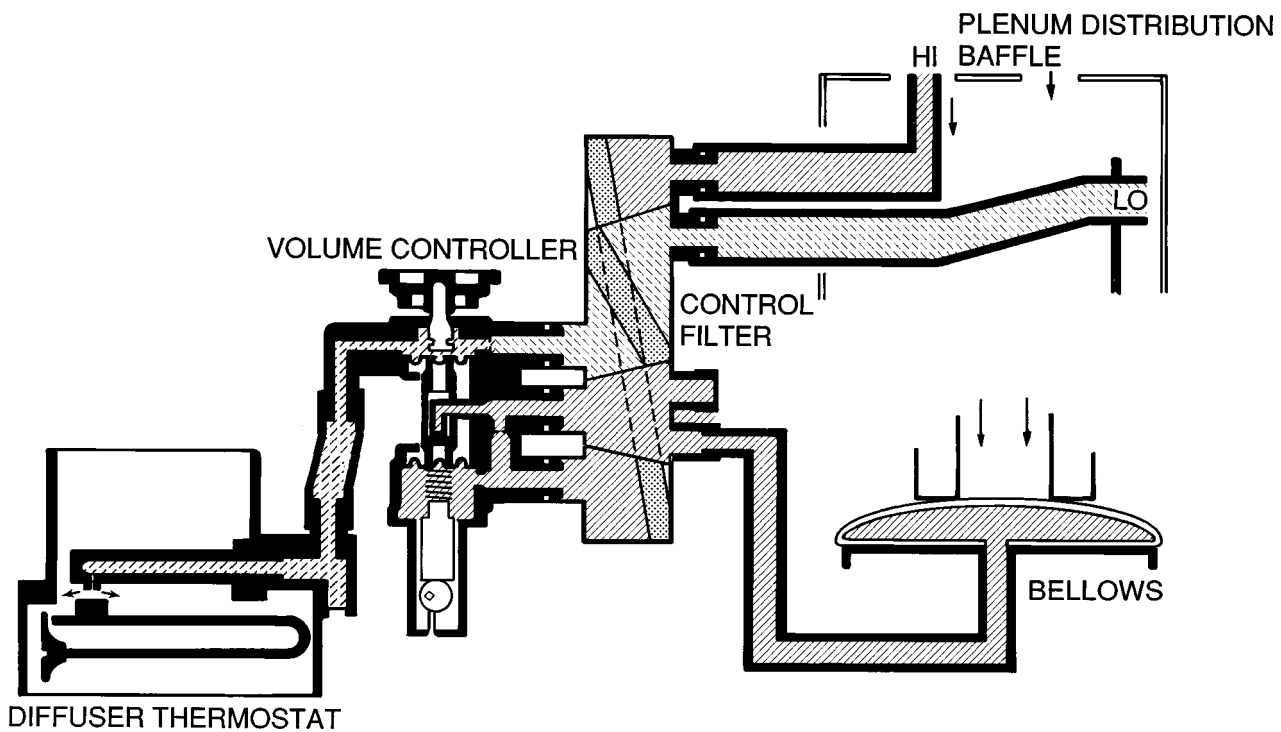 PLENUM DISTRIBUTION
BAFFLE
HI
LO
VOLUME CONTROLLER
CONTROL
FILTER
BELLOWS
DIFFUSER THERMOSTAT